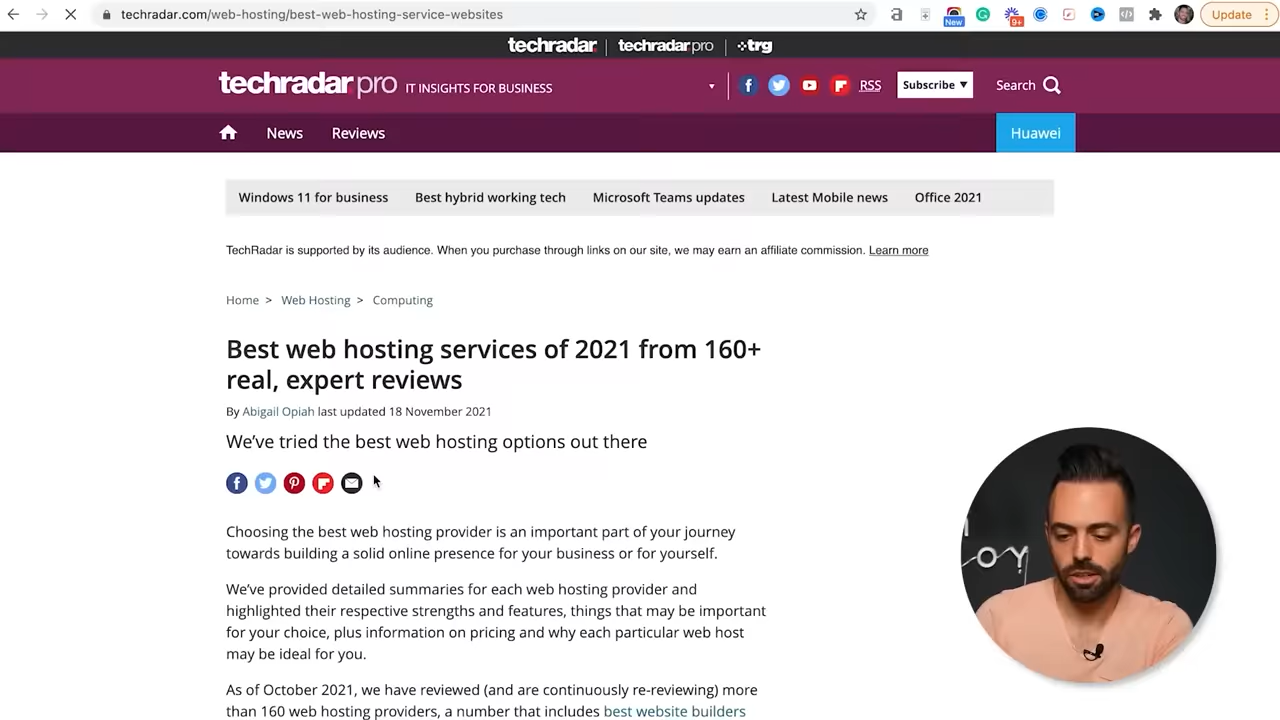 techradar.com/web-hosting/best-web-hosting-service-websites
New
9+
Update
techradar. techradar pro trg
techradar.pro IT INSIGHTS FOR BUSINESS
RSS
Subscribe
Search
News
Reviews
Huawei
Windows 11 for business
Best hybrid working tech
Microsoft Teams updates
Latest Mobile news
Office 2021
TechRadar is supported by its audience. When you purchase through links on our site, we may earn an affiliate commission. Learn more
Home > Web Hosting > Computing
Best web hosting services of 2021 from 160+
real, expert reviews
By Abigail Opiah last updated 18 November 2021
We've tried the best web hosting options out there
Choosing the best web hosting provider is an important part of your journey
towards building a solid online presence for your business or for yourself.
We've provided detailed summaries for each web hosting provider and
highlighted their respective strengths and features, things that may be important
for your choice, plus information on pricing and why each particular web host
may be ideal for you.
As of October 2021, we have reviewed (and are continuously re-reviewing) more
than 160 web hosting providers, a number that includes best website builders